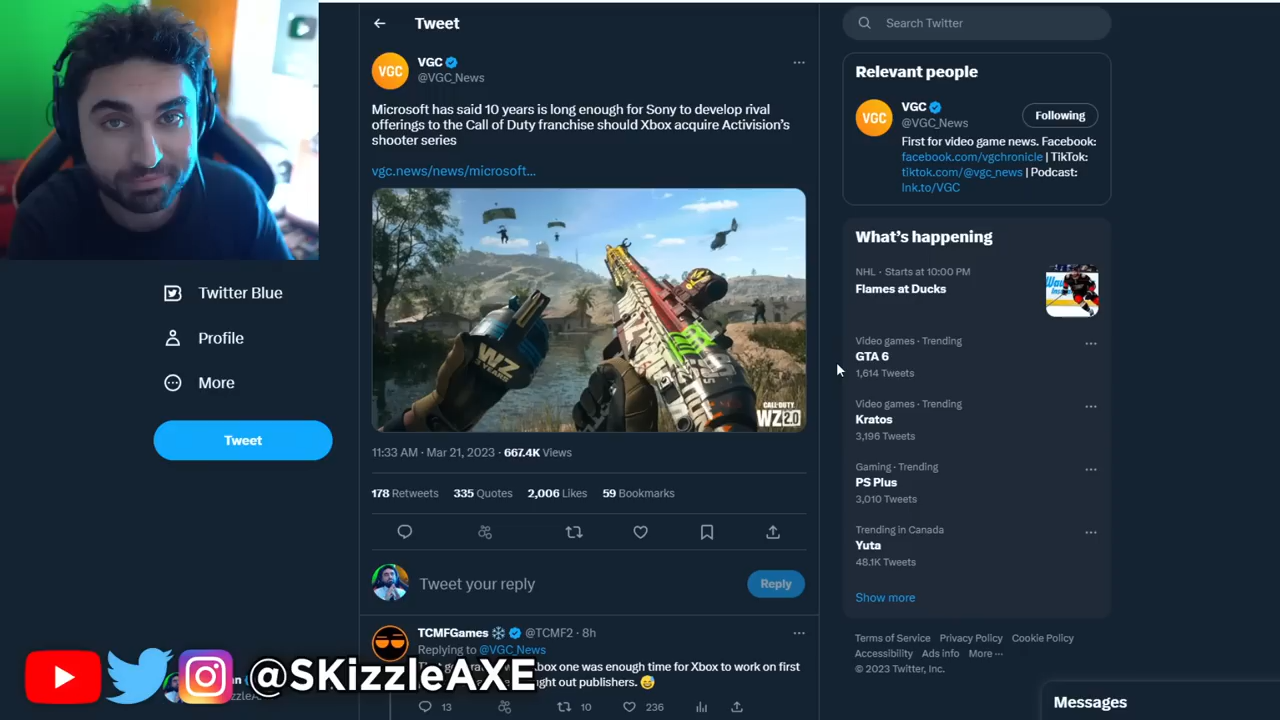 Tweet
VGC
VGC
@VGC_News
Microsoft has said 10 years is long enough for Sony to develop rival
offerings to the Call of Duty franchise should Xbox acquire Activision's
shooter series
vgc.news/news/microsoft...
WZ
YEARS
CALL OF DUTY
WZ 2.0
11:33 AM · Mar 21, 2023 · 667.4K Views
178 Retweets 335 Quotes 2,006 Likes 59 Bookmarks
Tweet your reply
Reply
TCMFGames @TCMF2 · 8h
Replying to @VGC_News
xbox one was enough time for Xbox to work on first
ght out publishers. 😅
13 10 236
Twitter Blue
Profile
More
Tweet
@SKizzleAXE
Search Twitter
Relevant people
VGC
VGC
@VGC_News
Following
First for video game news. Facebook:
facebook.com/vgchronicle | TikTok:
tiktok.com/@vgc_news | Podcast:
lnk.to/VGC
What's happening
NHL · Starts at 10:00 PM
Flames at Ducks
Video games · Trending
GTA 6
1,614 Tweets
Video games · Trending
Kratos
3,196 Tweets
Gaming · Trending
PS Plus
3,010 Tweets
Trending in Canada
Yuta
48.1K Tweets
Show more
Terms of Service Privacy Policy Cookie Policy
Accessibility Ads info More ···
© 2023 Twitter, Inc.
Messages